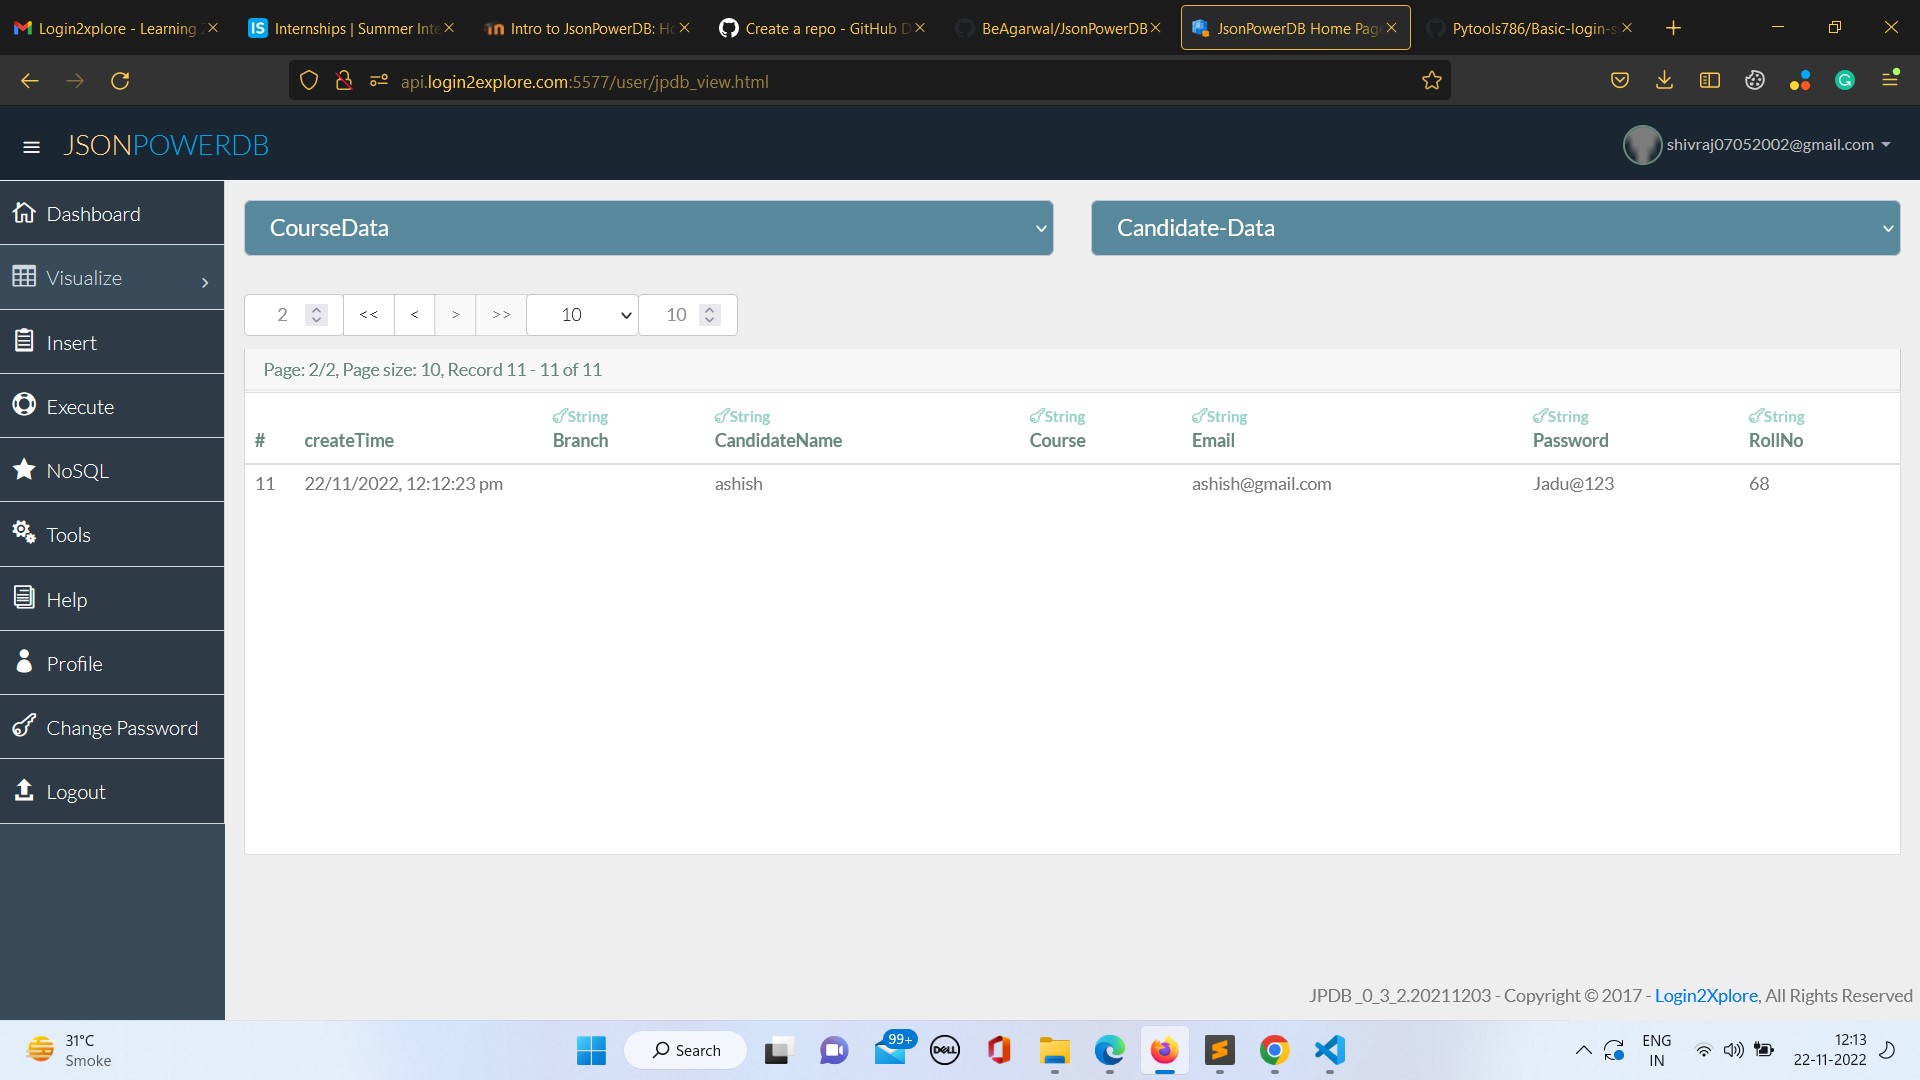 Login2xplore - Learning 2
Internships | Summer Inte
Intro to JsonPowerDB: Ho
Create a repo - GitHub D
BeAgarwal/JsonPowerDB
JsonPowerDB Home Pag
Pytools786/Basic-login-s
api.login2explore.com:5577/user/jpdb_view.html
JSONPOWERDB
shivraj07052002@gmail.com
Dashboard
Visualize
Insert
Execute
NoSQL
Tools
Help
Profile
Change Password
Logout
CourseData
Candidate-Data
2 << < > >> 10 10
Page: 2/2, Page size: 10, Record 11 - 11 of 11
String String String String String String
# createTime Branch CandidateName Course Email Password RollNo
11 22/11/2022, 12:12:23 pm ashish ashish@gmail.com Jadu@123 68
JPDB_0_3_2.20211203 - Copyright © 2017 - Login2Xplore, All Rights Reserved
31°C
Smoke
Search
99+
DELL
ENG
IN
12:13
22-11-2022